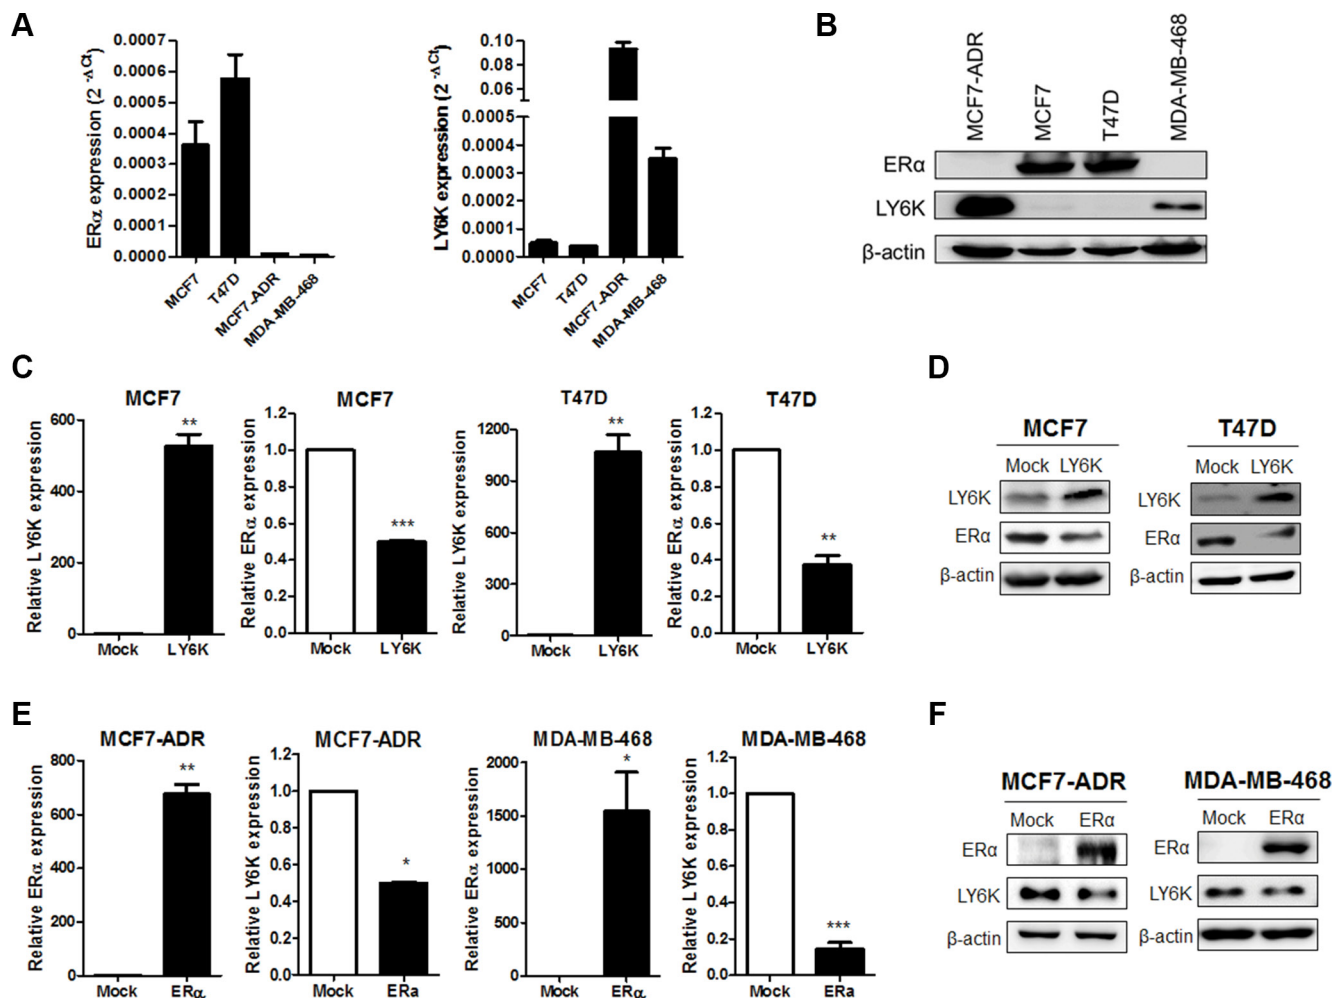 A
ERα expression (2 -ΔCt)
0.0007
0.0006
0.0005
0.0004
0.0003
0.0002
0.0001
0.0000
MCF7
T47D
MCF7-ADR
MDA-MB-468
LY6K expression (2 -ΔCt)
0.10
0.08
0.06
0.0005
0.0004
0.0003
0.0002
0.0001
0.0000
MCF7
T47D
MCF7-ADR
MDA-MB-468
B
MCF7-ADR
MCF7
T47D
MDA-MB-468
ERα
LY6K
β-actin
C
MCF7
Relative LY6K expression
600
400
200
0
**
Mock LY6K
MCF7
Relative ERα expression
1.2
1.0
0.8
0.6
0.4
0.2
0.0
***
Mock LY6K
T47D
Relative LY6K expression
1200
900
600
300
0
**
Mock LY6K
T47D
Relative ERα expression
1.2
1.0
0.8
0.6
0.4
0.2
0.0
**
Mock LY6K
D
MCF7
Mock LY6K
LY6K
ERα
β-actin
T47D
Mock LY6K
LY6K
ERα
β-actin
E
MCF7-ADR
Relative ERα expression
800
600
400
200
0
**
Mock ERα
MCF7-ADR
Relative LY6K expression
1.2
1.0
0.8
0.6
0.4
0.2
0.0
*
Mock ERa
MDA-MB-468
Relative ERα expression
2000
1500
1000
500
0
*
Mock ERα
MDA-MB-468
Relative LY6K expression
1.2
1.0
0.8
0.6
0.4
0.2
0.0
***
Mock ERa
F
MCF7-ADR
Mock ERα
ERα
LY6K
β-actin
MDA-MB-468
Mock ERα
ERα
LY6K
β-actin